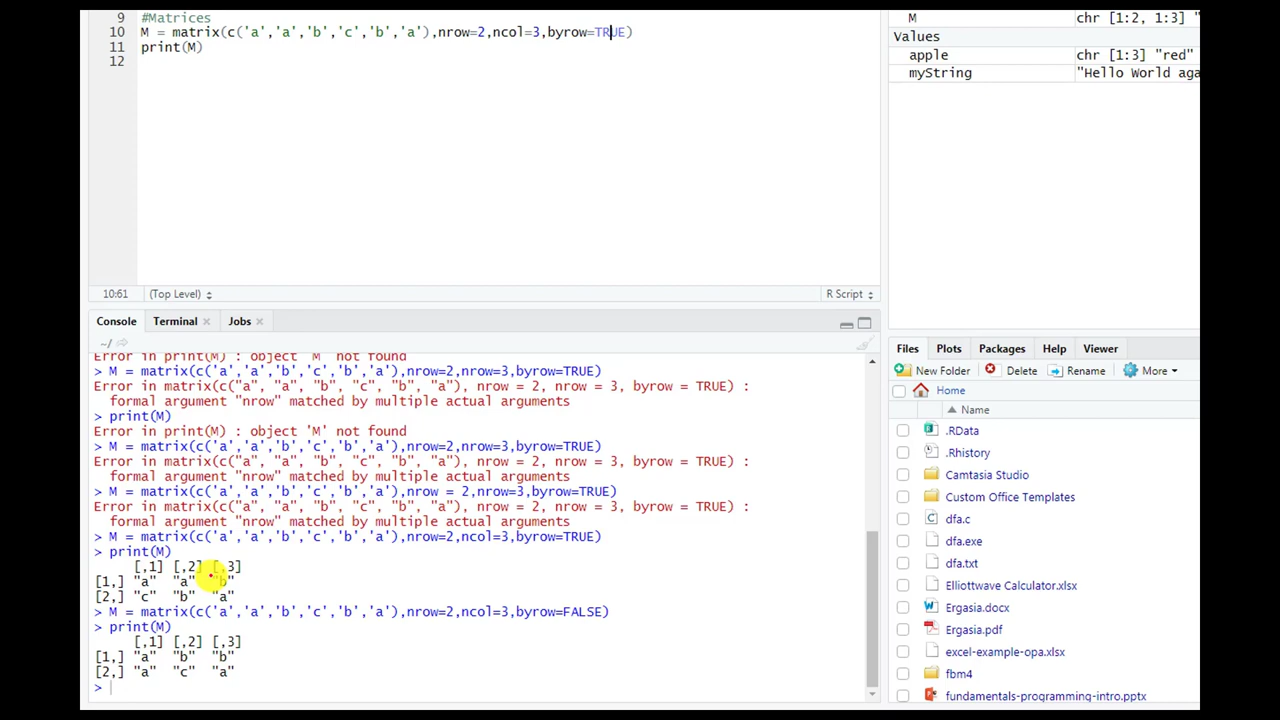 9 #Matrices
10 M = matrix(c('a','a','b','c','b','a'),nrow=2,ncol=3,byrow=TRUE)
11 print(M)
12
10:61 (Top Level) R Script
Console Terminal Jobs
~/
Error in print(M) : object 'M' not found
> M = matrix(c('a','a','b','c','b','a'),nrow=2,nrow=3,byrow=TRUE)
Error in matrix(c("a", "a", "b", "c", "b", "a"), nrow = 2, nrow = 3, byrow = TRUE) :
formal argument "nrow" matched by multiple actual arguments
> print(M)
Error in print(M) : object 'M' not found
> M = matrix(c('a','a','b','c','b','a'),nrow=2,nrow=3,byrow=TRUE)
Error in matrix(c("a", "a", "b", "c", "b", "a"), nrow = 2, nrow = 3, byrow = TRUE) :
formal argument "nrow" matched by multiple actual arguments
> M = matrix(c('a','a','b','c','b','a'),nrow = 2,nrow=3,byrow=TRUE)
Error in matrix(c("a", "a", "b", "c", "b", "a"), nrow = 2, nrow = 3, byrow = TRUE) :
formal argument "nrow" matched by multiple actual arguments
> M = matrix(c('a','a','b','c','b','a'),nrow=2,ncol=3,byrow=TRUE)
> print(M)
[,1] [,2] [,3]
[1,] "a" "a" "b"
[2,] "c" "b" "a"
> M = matrix(c('a','a','b','c','b','a'),nrow=2,ncol=3,byrow=FALSE)
> print(M)
[,1] [,2] [,3]
[1,] "a" "b" "b"
[2,] "a" "c" "a"
>
M chr [1:2, 1:3] "
Values
apple chr [1:3] "red"
myString "Hello World aga
Files Plots Packages Help Viewer
New Folder Delete Rename More
Home
Name
.RData
.Rhistory
Camtasia Studio
Custom Office Templates
dfa.c
dfa.exe
dfa.txt
Elliottwave Calculator.xlsx
Ergasia.docx
Ergasia.pdf
excel-example-opa.xlsx
fbm4
fundamentals-programming-intro.pptx